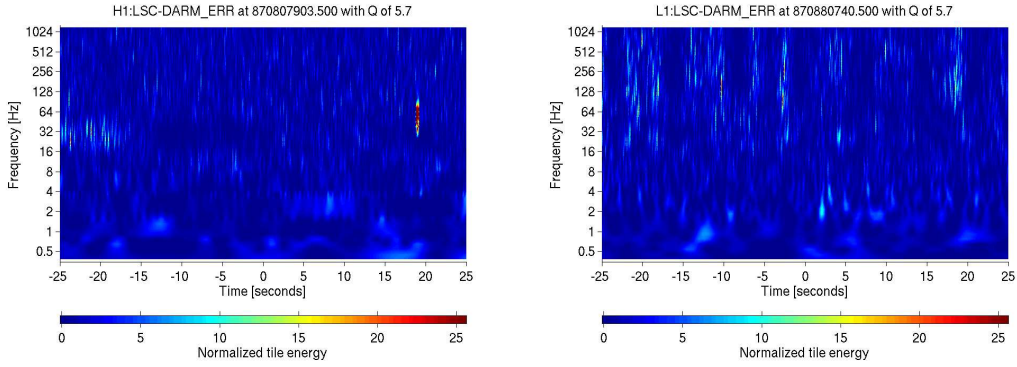 H1:LSC-DARM_ERR at 870807903.500 with Q of 5.7
1024
512
256
128
64
32
16
8
4
2
1
0.5
Frequency [Hz]
-25 -20 -15 -10 -5 0 5 10 15 20 25
Time [seconds]
0 5 10 15 20 25
Normalized tile energy
L1:LSC-DARM_ERR at 870880740.500 with Q of 5.7
1024
512
256
128
64
32
16
8
4
2
1
0.5
Frequency [Hz]
-25 -20 -15 -10 -5 0 5 10 15 20 25
Time [seconds]
0 5 10 15 20 25
Normalized tile energy